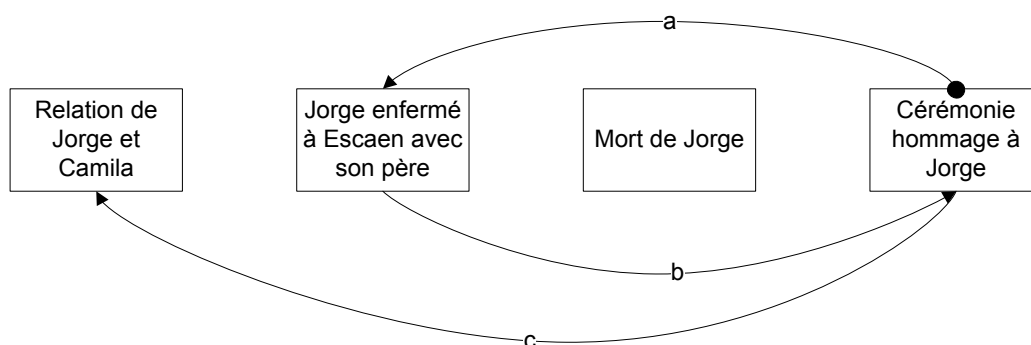 a
Relation de
Jorge et
Camila
Jorge enfermé
à Escaen avec
son père
Mort de Jorge
Cérémonie
hommage à
Jorge
b
c